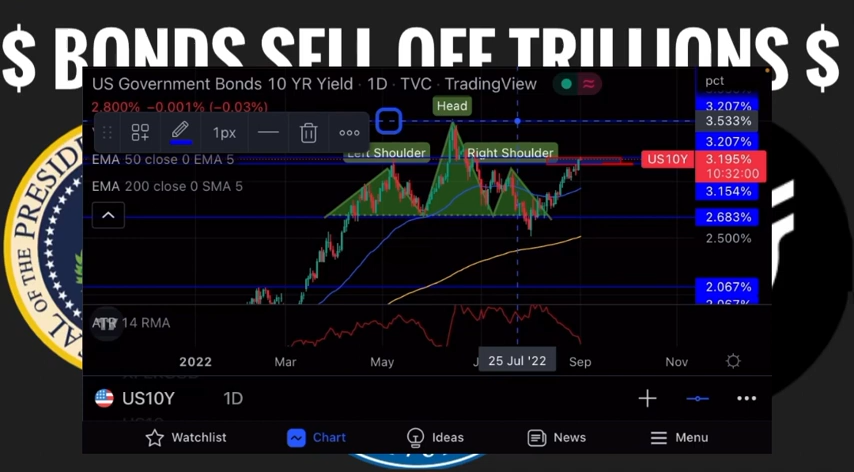 $ BONDS SELL OFF TRILLIONS $
US Government Bonds 10 YR Yield · 1D · TVC · TradingView
pct
2.800% −0.001% (−0.03%)
Head
3.207%
3.533%
1px
3.207%
Left Shoulder
Right Shoulder
EMA 50 close 0 EMA 5
US10Y
3.195%
10:32:00
EMA 200 close 0 SMA 5
3.154%
2.683%
2.500%
2.067%
2.067%
ATR 14 RMA
2022
Mar
May
25 Jul '22
Sep
Nov
US10Y
1D
Watchlist
Chart
Ideas
News
Menu